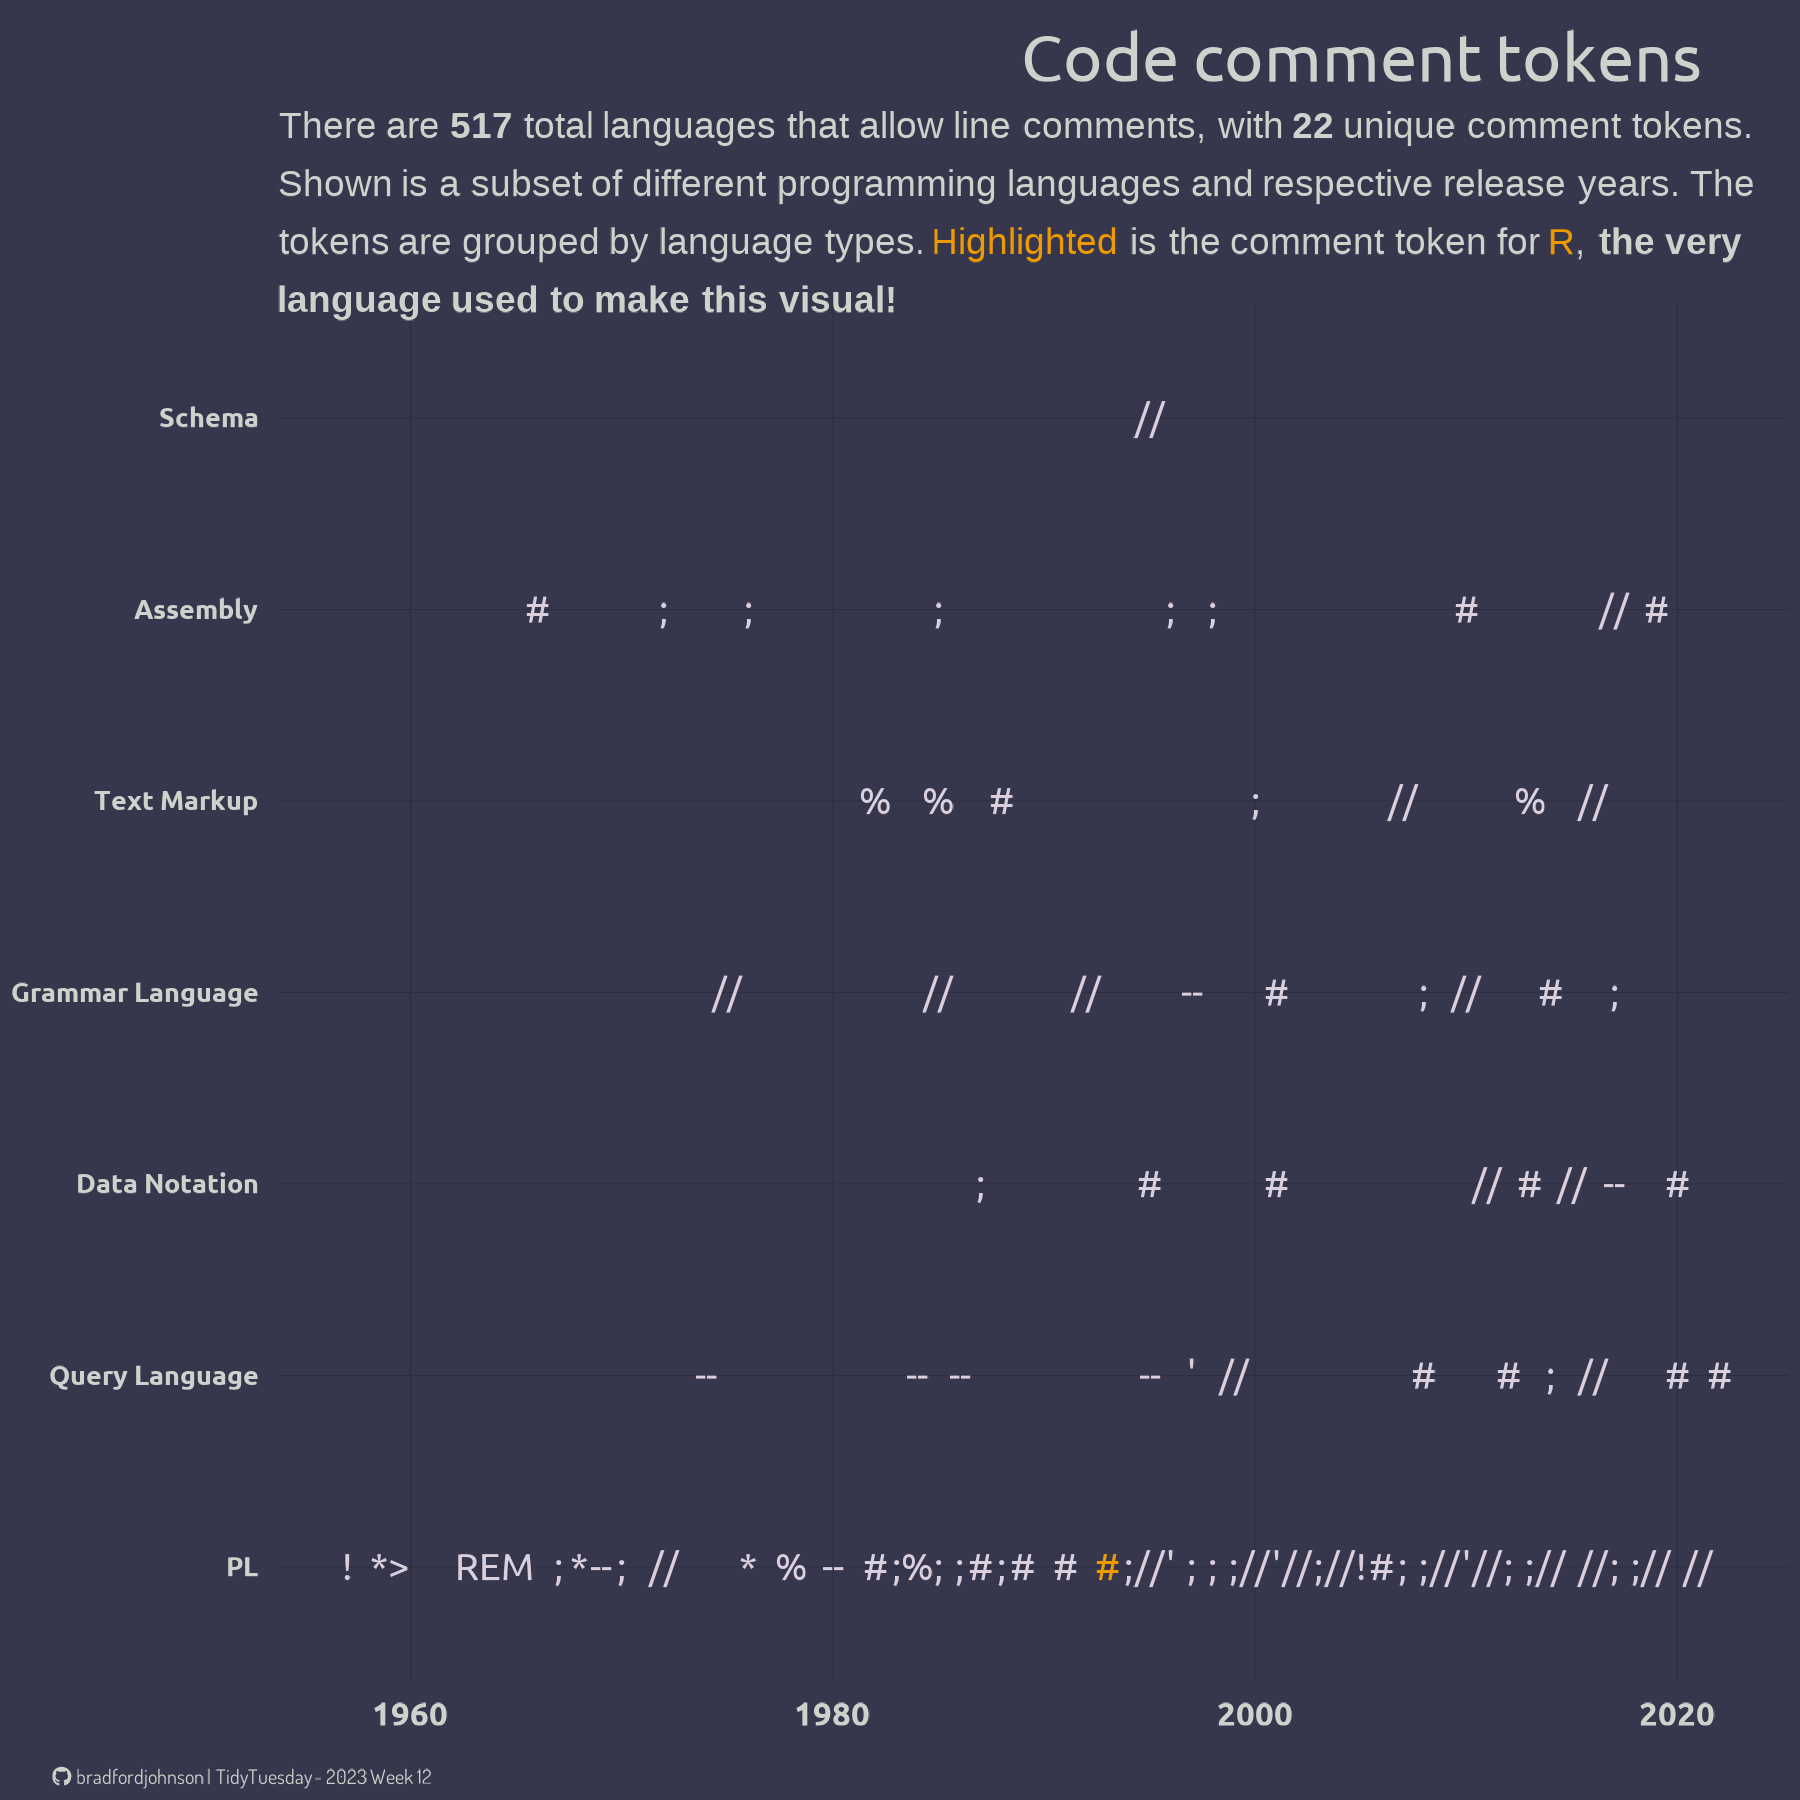 Code comment tokens
There are 517 total languages that allow line comments, with 22 unique comment tokens.
Shown is a subset of different programming languages and respective release years. The
tokens are grouped by language types. Highlighted is the comment token for R, the very
language used to make this visual!
Schema //
Assembly # ; ; ; ; ; # // #
Text Markup % % # ; // % //
Grammar Language // // // -- # ; // # ;
Data Notation ; # # // # // -- #
Query Language -- -- -- -- ' // # # ; // # #
PL ! *> REM ; *--; // * % -- #;%; ;#;# # #;//' ; ; ;//'//;//!#; ;//'//; ;// //; ;// //
1960 1980 2000 2020
bradfordjohnson | TidyTuesday - 2023 Week 12